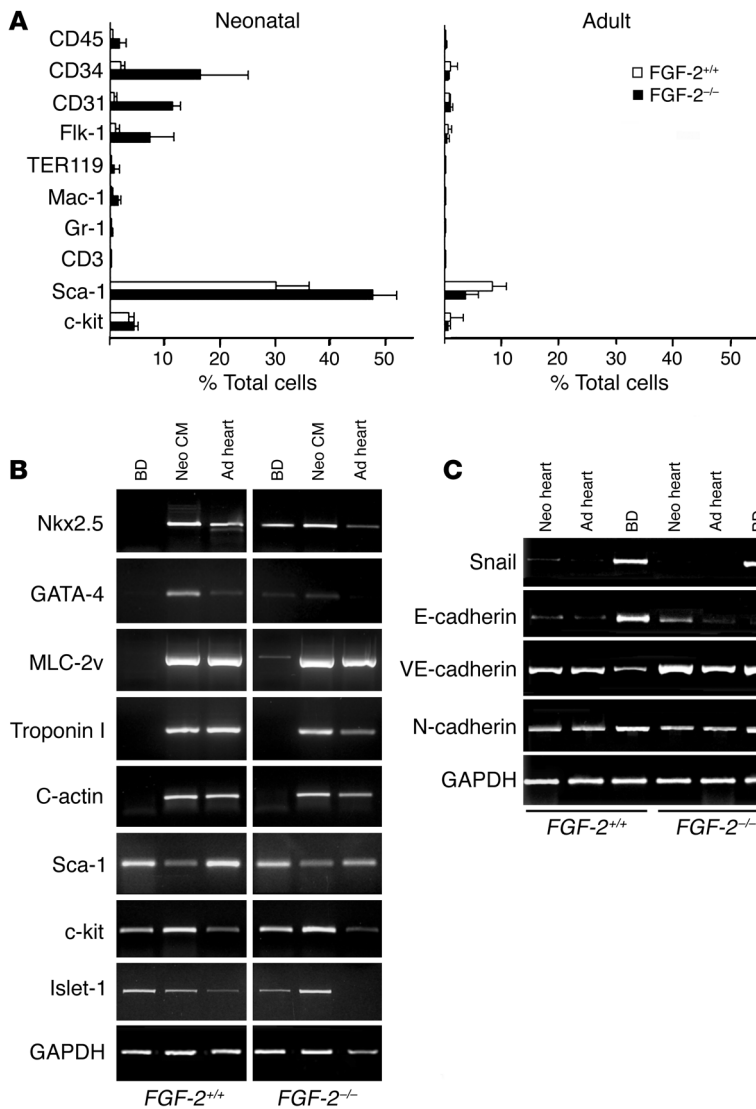 A
Neonatal
Adult
CD45
CD34
CD31
Flk-1
TER119
Mac-1
Gr-1
CD3
Sca-1
c-kit
FGF-2+/+
FGF-2−/−
10 20 30 40 50
% Total cells
10 20 30 40 50
% Total cells
B
BD Neo CM Ad heart BD Neo CM Ad heart
Nkx2.5
GATA-4
MLC-2v
Troponin I
C-actin
Sca-1
c-kit
Islet-1
GAPDH
FGF-2+/+ FGF-2−/−
C
Neo heart Ad heart BD Neo heart Ad heart
Snail
E-cadherin
VE-cadherin
N-cadherin
GAPDH
FGF-2+/+ FGF-2−/−